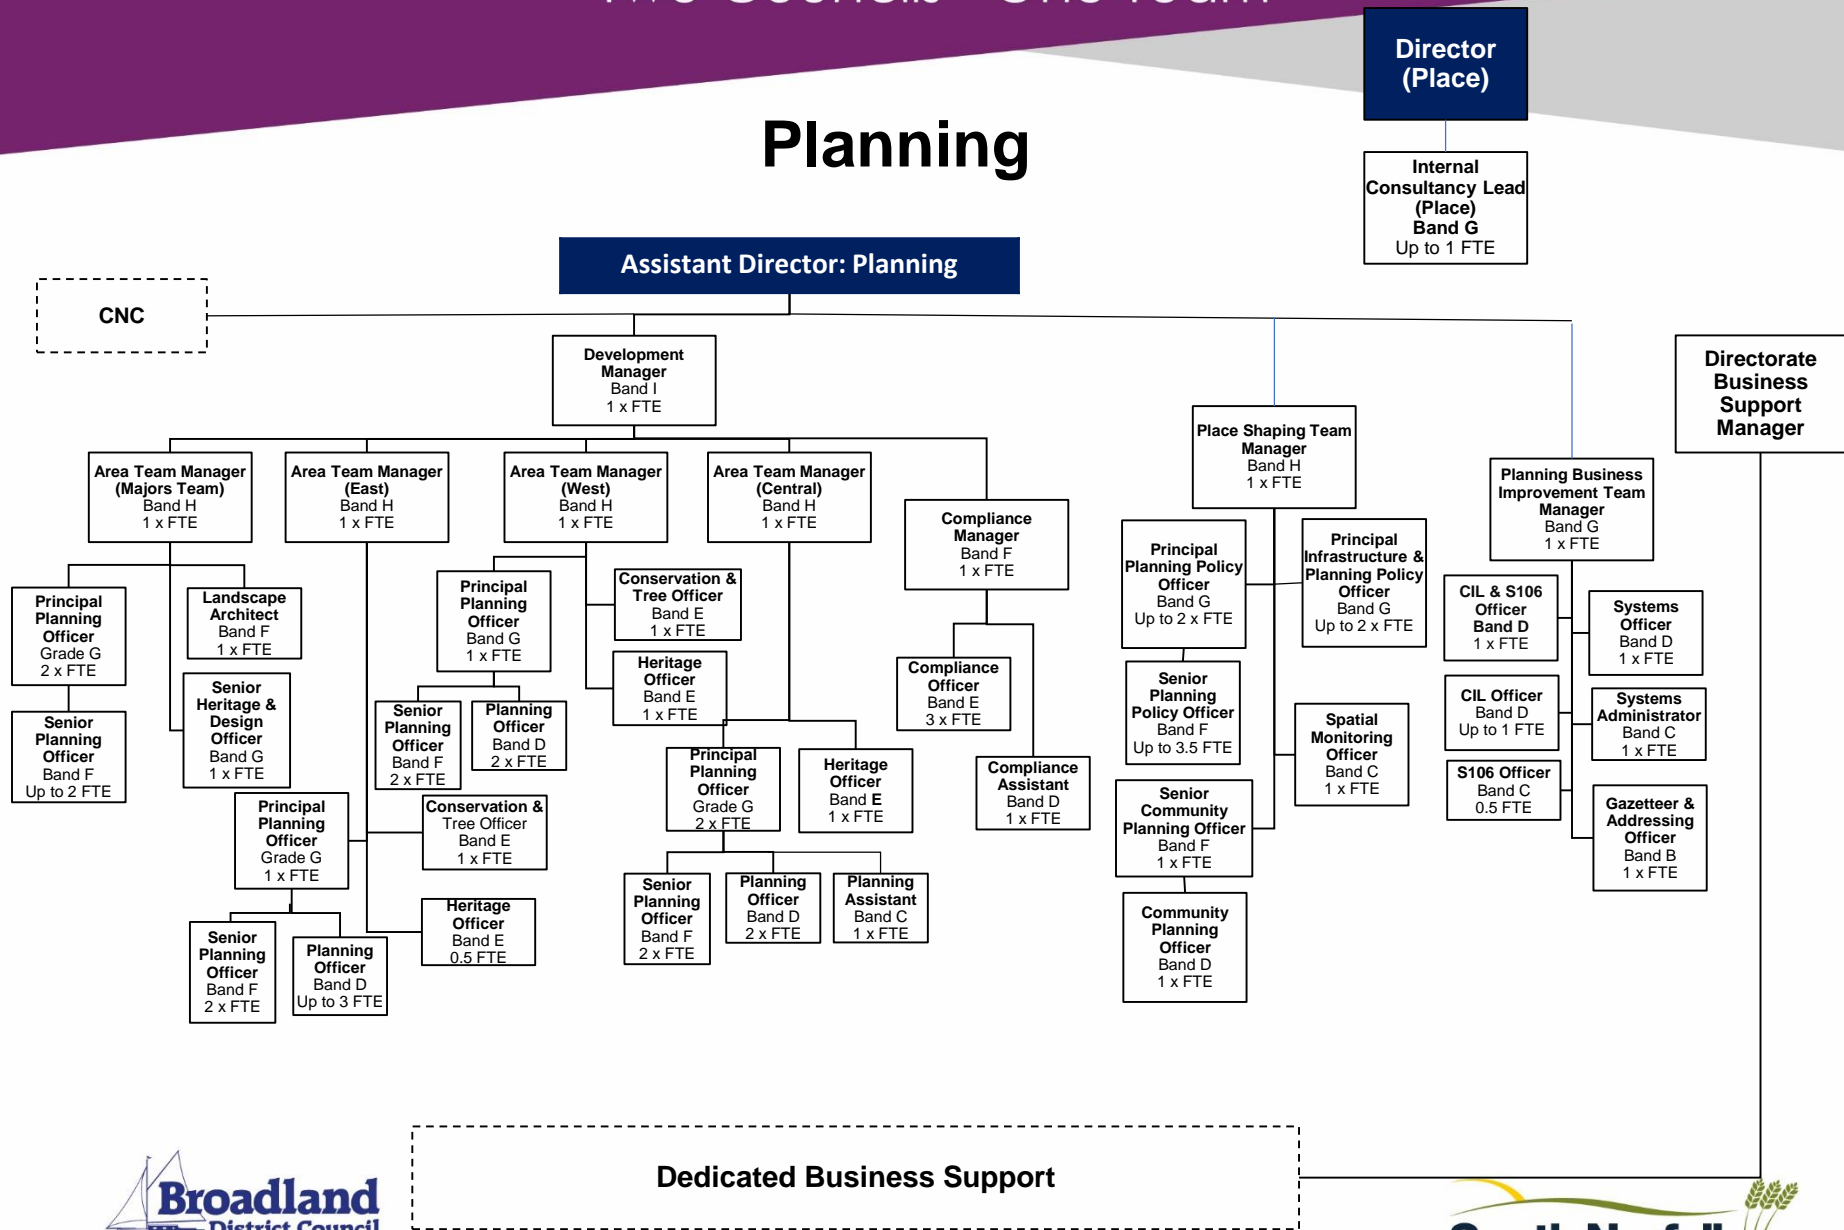 Two Councils One Team
Director
(Place)
Planning
Internal
Consultancy Lead
(Place)
Band G
Up to 1 FTE
Assistant Director: Planning
CNC
Development
Manager
Band I
1 x FTE
Directorate
Business
Support
Manager
Area Team Manager
(Majors Team)
Band H
1 x FTE
Area Team Manager
(East)
Band H
1 x FTE
Area Team Manager
(West)
Band H
1 x FTE
Area Team Manager
(Central)
Band H
1 x FTE
Compliance
Manager
Band F
1 x FTE
Place Shaping Team
Manager
Band H
1 x FTE
Planning Business
Improvement Team
Manager
Band G
1 x FTE
Principal
Planning
Officer
Grade G
2 x FTE
Landscape
Architect
Band F
1 x FTE
Senior
Heritage &
Design
Officer
Band G
1 x FTE
Senior
Planning
Officer
Band F
Up to 2 FTE
Principal
Planning
Officer
Grade G
1 x FTE
Conservation &
Tree Officer
Band E
1 x FTE
Heritage
Officer
Band E
0.5 FTE
Senior
Planning
Officer
Band F
2 x FTE
Planning
Officer
Band D
Up to 3 FTE
Principal
Planning
Officer
Band G
1 x FTE
Conservation &
Tree Officer
Band E
1 x FTE
Heritage
Officer
Band E
1 x FTE
Senior
Planning
Officer
Band F
2 x FTE
Planning
Officer
Band D
2 x FTE
Principal
Planning
Officer
Grade G
2 x FTE
Heritage
Officer
Band E
1 x FTE
Senior
Planning
Officer
Band F
2 x FTE
Planning
Officer
Band D
2 x FTE
Planning
Assistant
Band C
1 x FTE
Compliance
Officer
Band E
3 x FTE
Compliance
Assistant
Band D
1 x FTE
Principal
Planning Policy
Officer
Band G
Up to 2 x FTE
Principal
Infrastructure &
Planning Policy
Officer
Band G
Up to 2 x FTE
Senior
Planning
Policy Officer
Band F
Up to 3.5 FTE
Spatial
Monitoring
Officer
Band C
1 x FTE
Senior
Community
Planning Officer
Band F
1 x FTE
Community
Planning
Officer
Band D
1 x FTE
CIL & S106
Officer
Band D
1 x FTE
Systems
Officer
Band D
1 x FTE
CIL Officer
Band D
Up to 1 FTE
Systems
Administrator
Band C
1 x FTE
S106 Officer
Band C
0.5 FTE
Gazetteer &
Addressing
Officer
Band B
1 x FTE
Dedicated Business Support
Broadland
District Council
South Norfolk